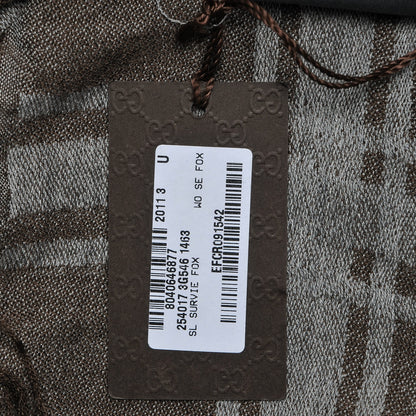 2011 3 U
8040646877
254017 3G546 1463
SL SURVIE FOX WO SE FOX
EFCR091542